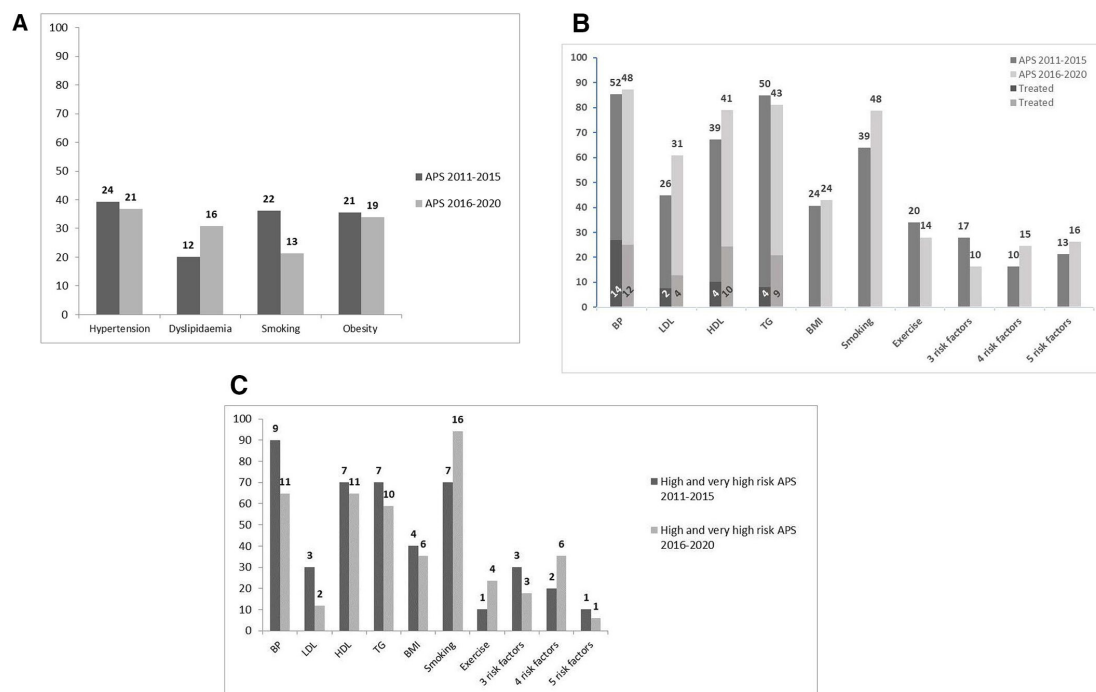 A
100
90
80
70
60
50
40
30
20
10
0
24
21
12
16
22
13
21
19
Hypertension
Dyslipidaemia
Smoking
Obesity
APS 2011-2015
APS 2016-2020
B
100
90
80
70
60
50
40
30
20
10
0
52
48
26
31
39
41
50
43
24
24
39
48
20
14
17
10
10
15
13
16
14
12
2
4
4
10
4
9
BP
LDL
HDL
TG
BMI
Smoking
Exercise
3 risk factors
4 risk factors
5 risk factors
APS 2011-2015
APS 2016-2020
Treated
Treated
C
100
90
80
70
60
50
40
30
20
10
0
9
11
3
2
7
11
7
10
4
6
7
16
1
4
3
3
2
6
1
1
BP
LDL
HDL
TG
BMI
Smoking
Exercise
3 risk factors
4 risk factors
5 risk factors
High and very high risk APS
2011-2015
High and very high risk APS
2016-2020